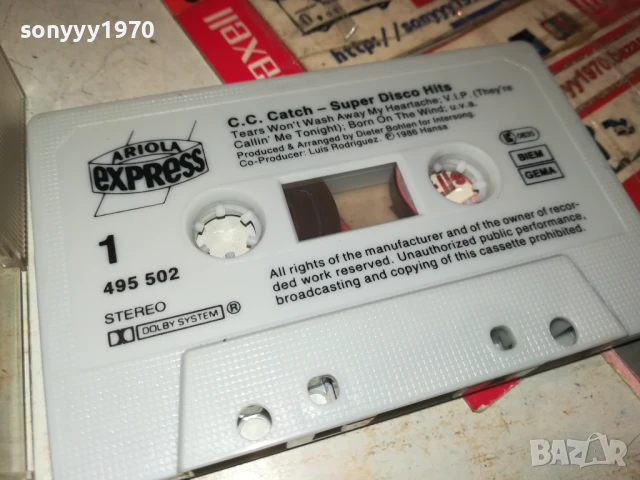 sonyyy1970
maxell
C.C. Catch – Super Disco Hits
Tears Won't Wash Away My Heartache; V.I.P. (They're
Callin' Me Tonight); Born On The Wind; u.v.a.
Produced & Arranged by Dieter Bohlen for Intersong.
Co-Producer: Luis Rodriguez. ℗ 1986 Hansa
ARIOLA
EXPRESS
BIEM
GEMA
1
495 502
STEREO
DOLBY SYSTEM ®
All rights of the manufacturer and of the owner of recor-
ded work reserved. Unauthorized public performance,
broadcasting and copying of this cassette prohibited.
BAZAR